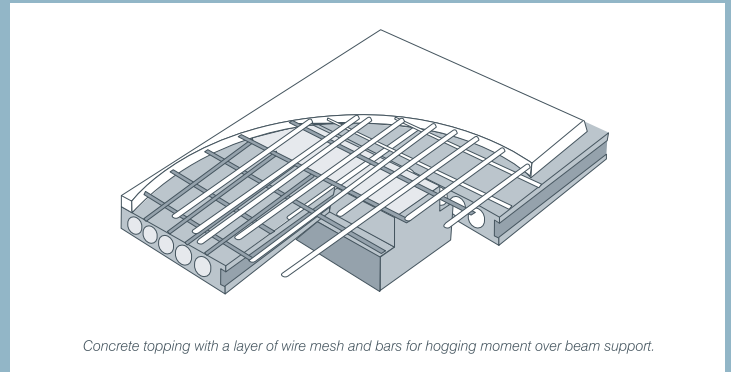 Concrete topping with a layer of wire mesh and bars for hogging moment over beam support.